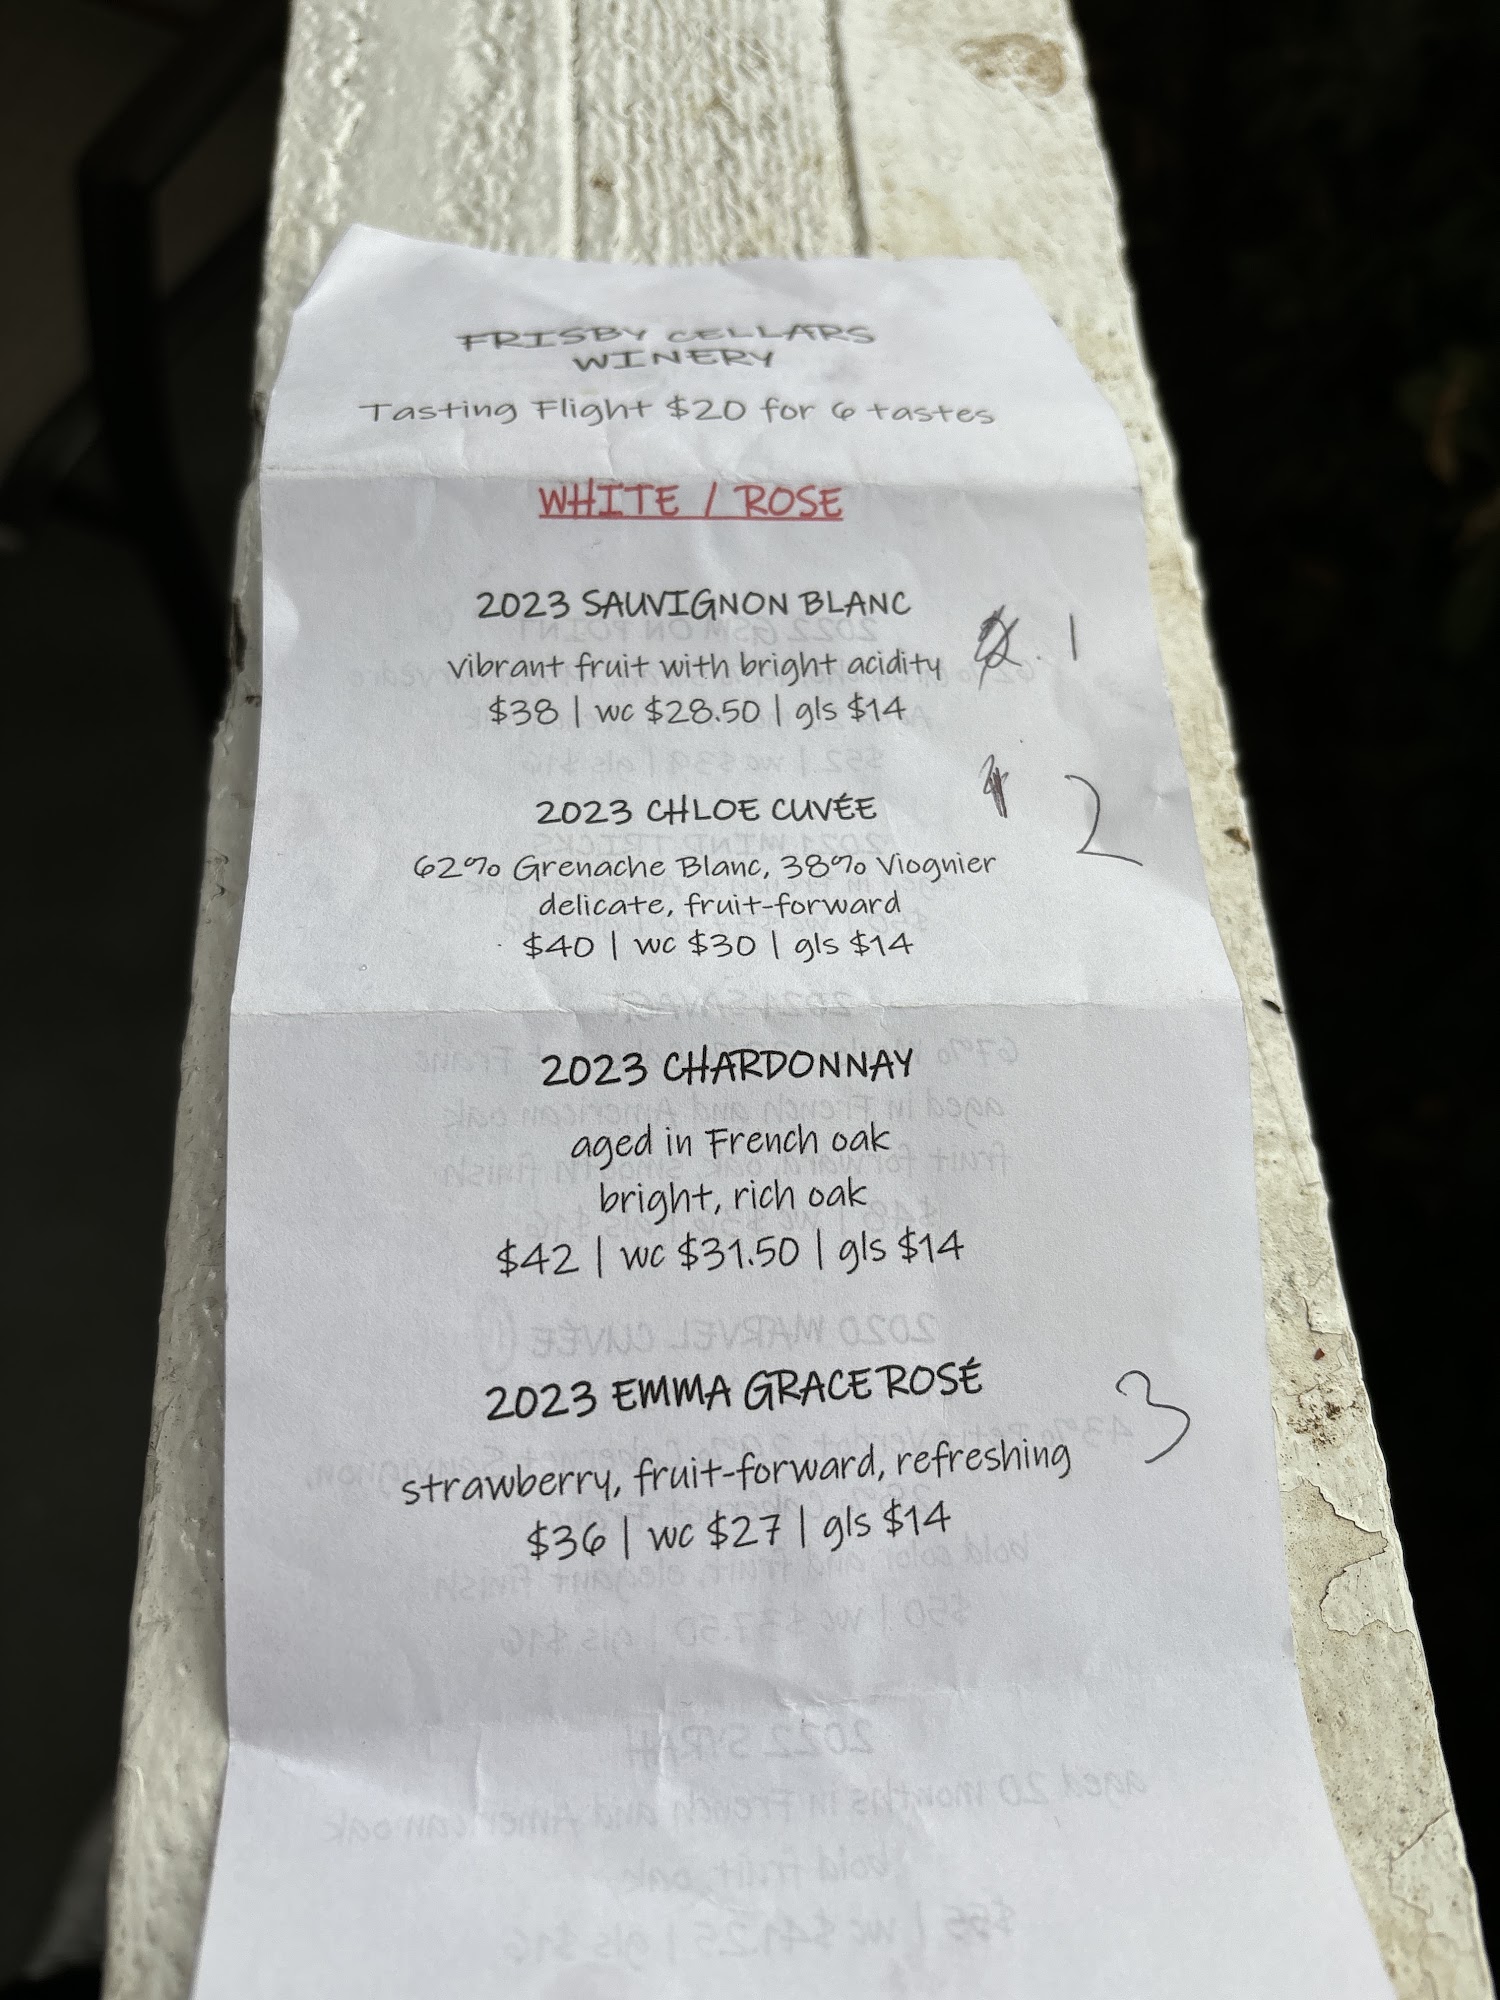 FRISBY CELLARS
WINERY
Tasting Flight $20 for 6 tastes
WHITE / ROSE
2023 SAUVIGNON BLANC
vibrant fruit with bright acidity
. 1
$38 | wc $28.50 | gls $14
2023 CHLOE CUVÉE
2
62% Grenache Blanc, 38% Viognier
delicate, fruit-forward
$40 | wc $30 | gls $14
2023 CHARDONNAY
aged in French oak
bright, rich oak
$42 | wc $31.50 | gls $14
2023 EMMA GRACE ROSÉ
3
strawberry, fruit-forward, refreshing
$36 | wc $27 | gls $14